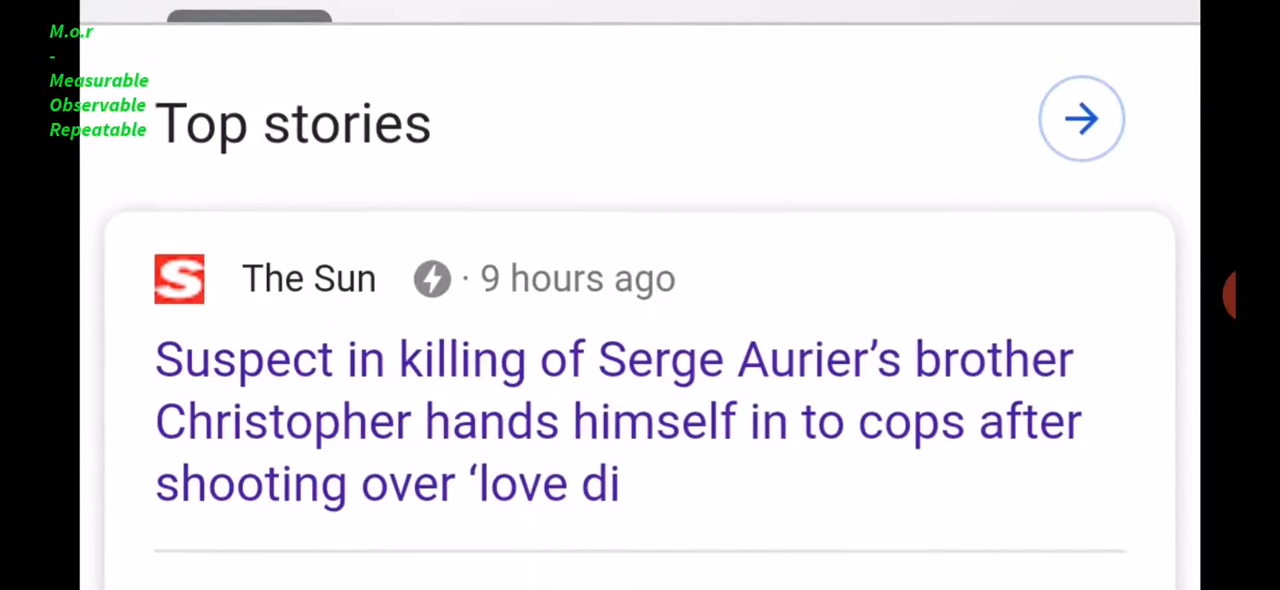 M.o.r
-
Measurable
Observable
Repeatable
Top stories
S The Sun · 9 hours ago
Suspect in killing of Serge Aurier’s brother
Christopher hands himself in to cops after
shooting over ‘love di